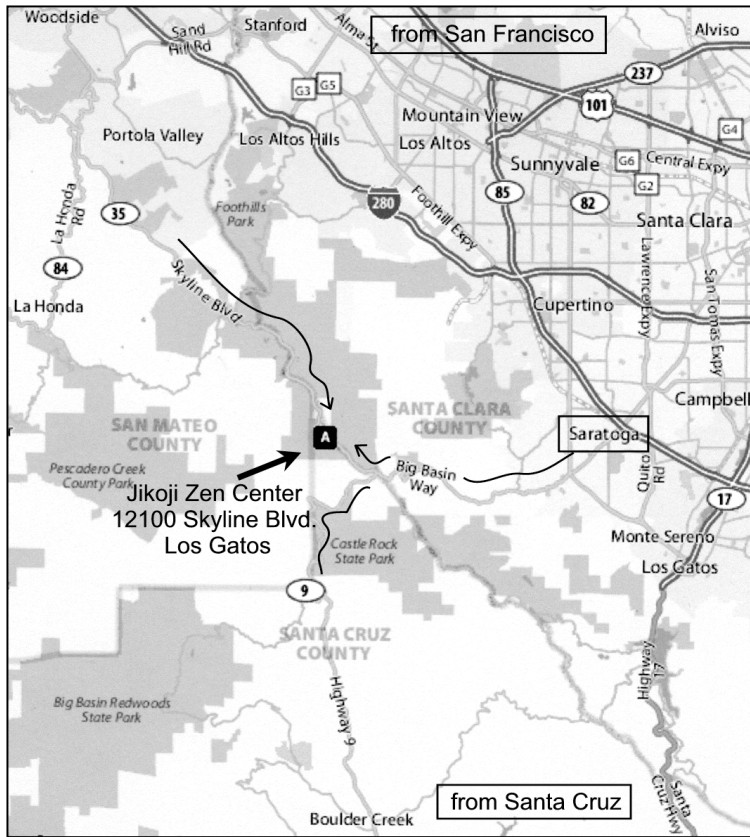 Woodside
Sand
Hill Rd
Stanford
Alma St
from San Francisco
Alviso
237
G3
G5
101
G4
Portola Valley
Los Altos Hills
Mountain View
Los Altos
Sunnyvale
G6
Central Expy
G2
85
82
35
La Honda
Rd
Foothills
Park
280
Foothill Expy
Santa Clara
84
Skyline Blvd
Lawrence Expy
San Tomas Expy
La Honda
Cupertino
SAN MATEO
COUNTY
SANTA CLARA
COUNTY
Campbell
r
A
Saratoga
Pescadero Creek
County Park
Big Basin
Way
Quito
Rd
17
Jikoji Zen Center
12100 Skyline Blvd.
Los Gatos
Castle Rock
State Park
Monte Sereno
Los Gatos
9
SANTA CRUZ
COUNTY
Highway
17
Big Basin Redwoods
State Park
Highway 9
from Santa Cruz
Santa
Cruz Hwy
Boulder Creek